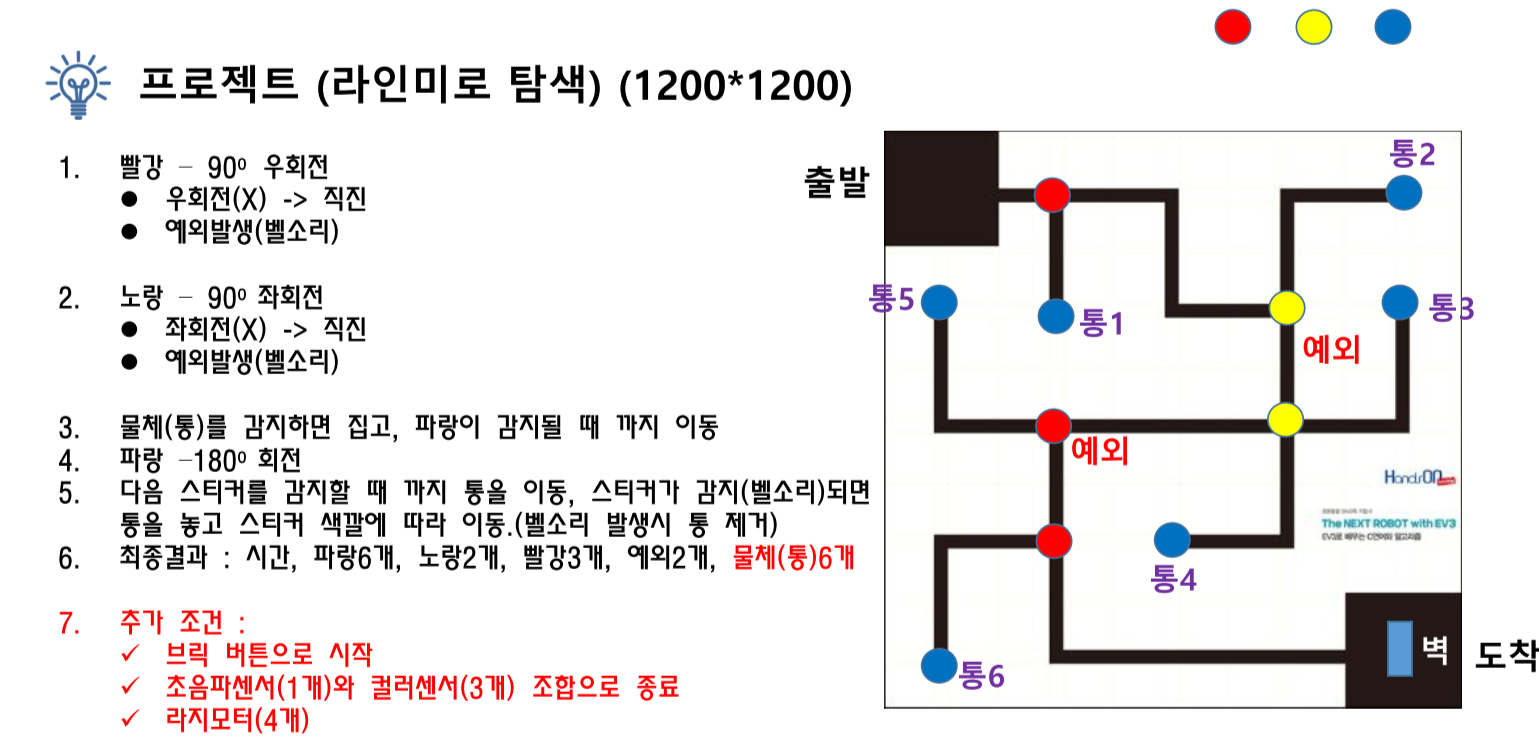 프로젝트 (라인미로 탐색) (1200*1200)
1. 빨강 – 90º 우회전
● 우회전(X) -> 직진
● 예외발생(벨소리)
2. 노랑 – 90º 좌회전
● 좌회전(X) -> 직진
● 예외발생(벨소리)
3. 물체(통)를 감지하면 집고, 파랑이 감지될 때 까지 이동
4. 파랑 –180º 회전
5. 다음 스티커를 감지할 때 까지 통을 이동, 스티커가 감지(벨소리)되면
통을 놓고 스티커 색깔에 따라 이동.(벨소리 발생시 통 제거)
6. 최종결과 : 시간, 파랑6개, 노랑2개, 빨강3개, 예외2개, 물체(통)6개
7. 추가 조건 :
✓ 브릭 버튼으로 시작
✓ 초음파센서(1개)와 컬러센서(3개) 조합으로 종료
✓ 라지모터(4개)
출발
통2
통5
통1
통3
예외
예외
HandsON
The NEXT ROBOT with EV3
EV3로 배우는 C언어와 알고리즘
통4
통6
벽
도착